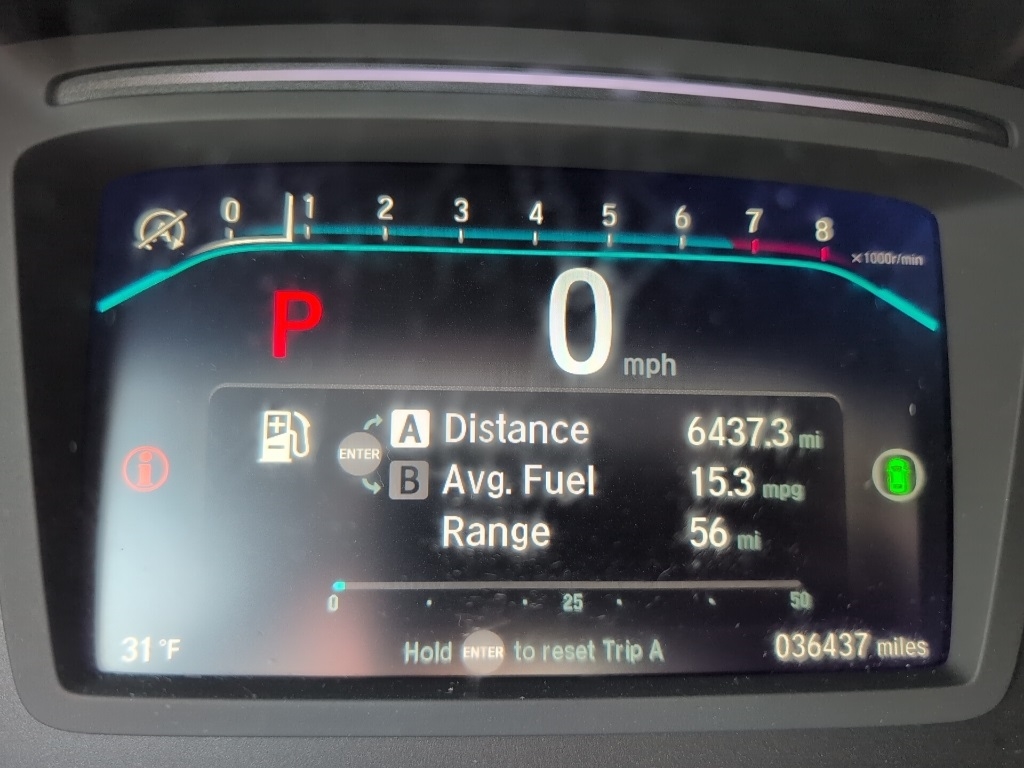 0 1 2 3 4 5 6 7 8
x1000r/min
P 0 mph
A Distance 6437.3 mi
ENTER
B Avg. Fuel 15.3 mpg
Range 56 mi
0 25 50
31 °F Hold ENTER to reset Trip A 036437 miles